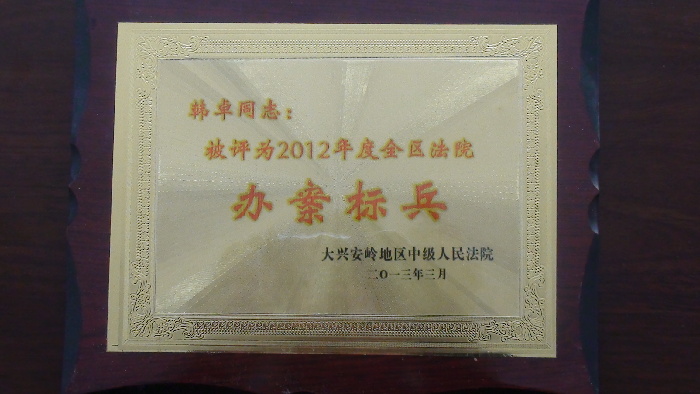 韩卓同志：
被评为2012年度全区法院
办案标兵
大兴安岭地区中级人民法院
二〇一三年三月